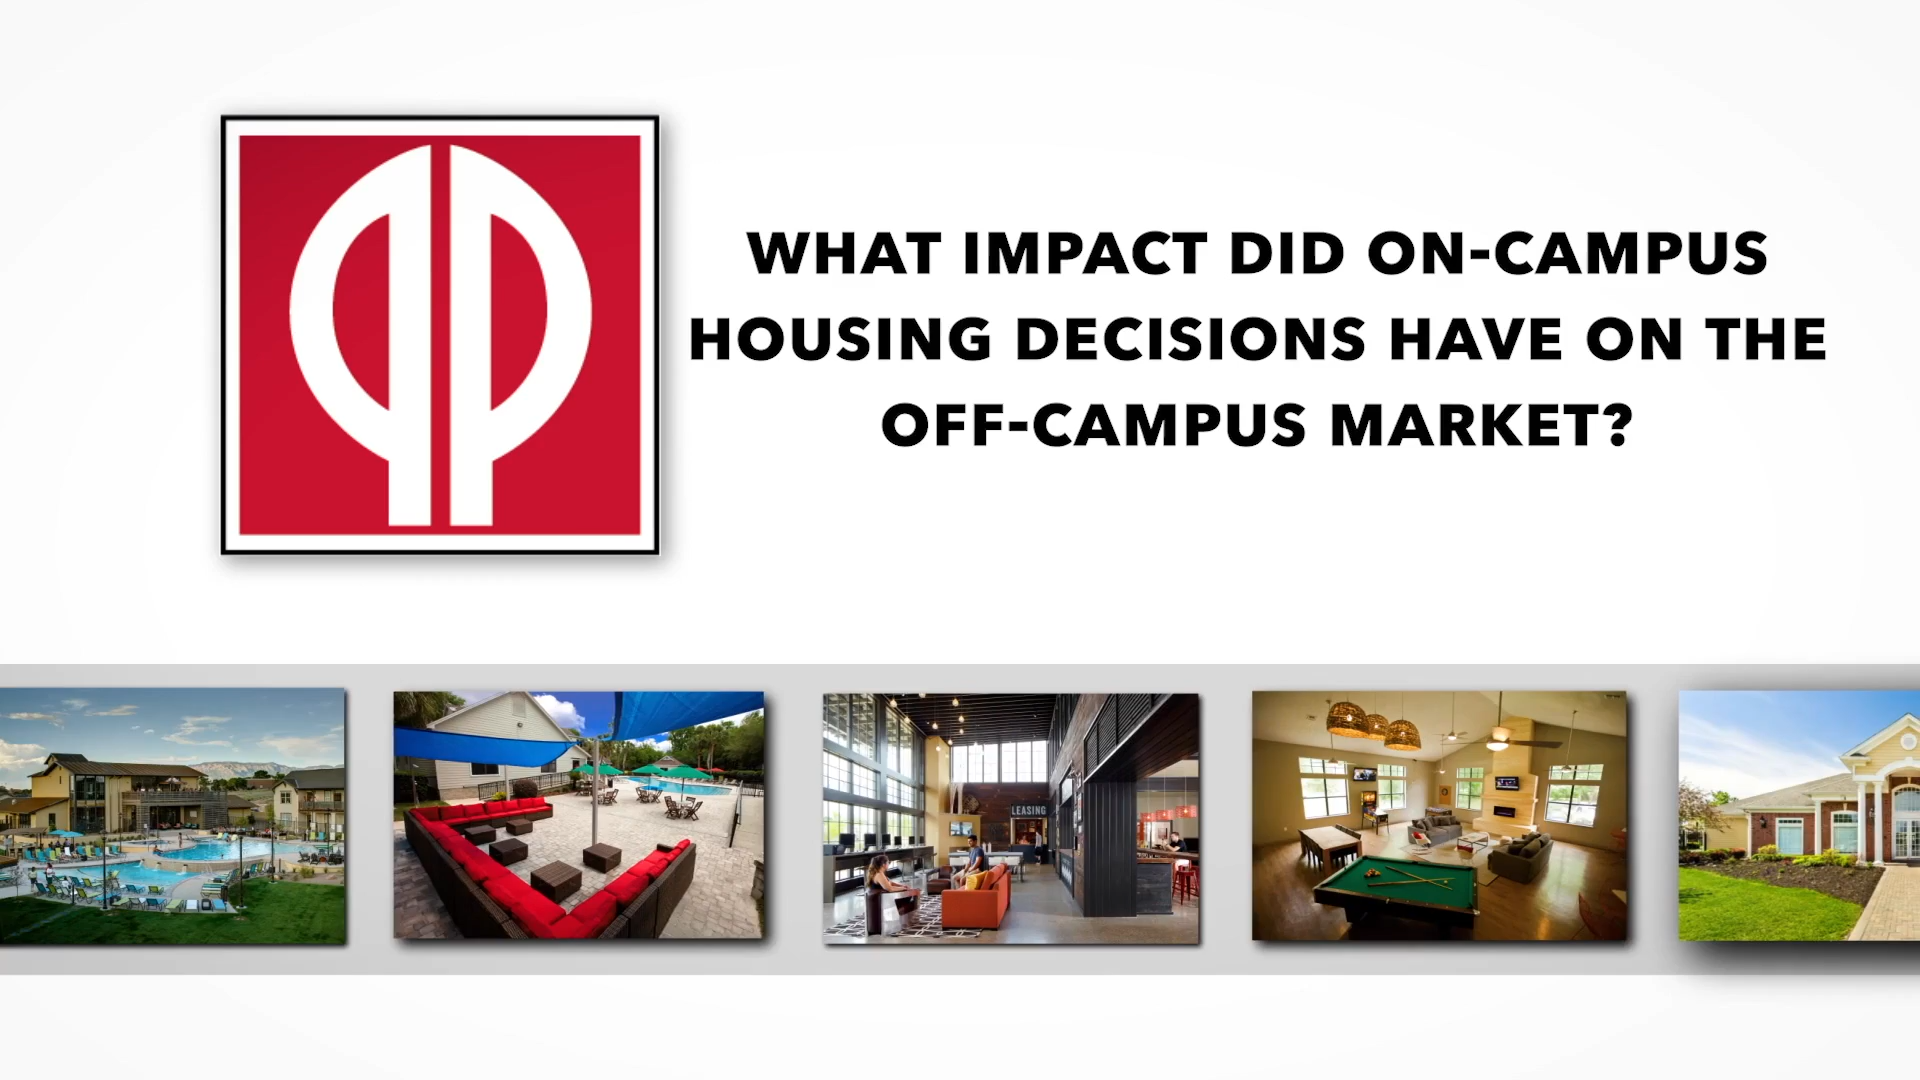 WHAT IMPACT DID ON-CAMPUS
HOUSING DECISIONS HAVE ON THE
OFF-CAMPUS MARKET?
LEASING